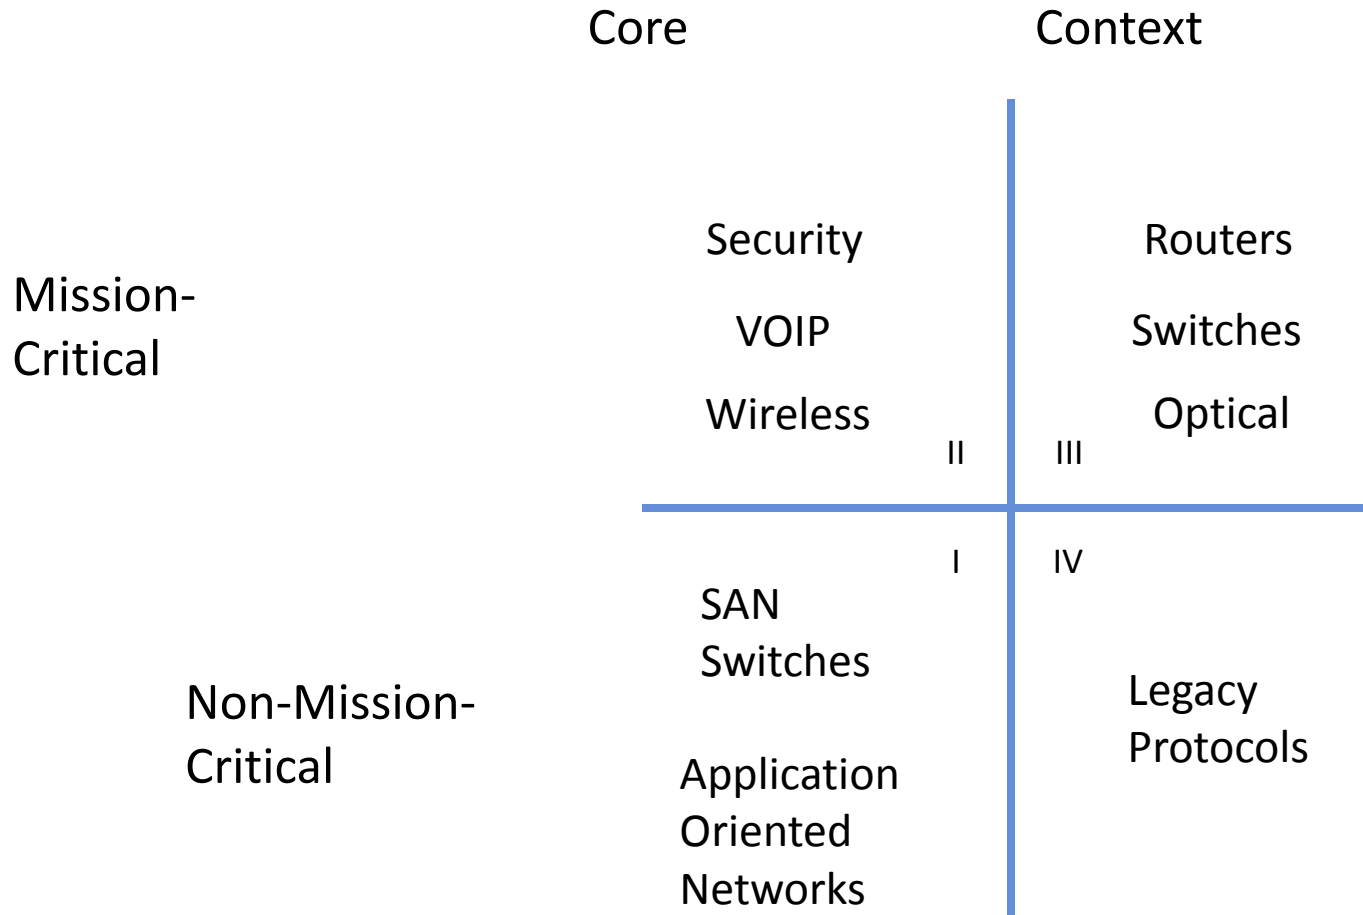 Core
Context
Mission-
Critical
Security
VOIP
Wireless
II
Routers
Switches
Optical
III
Non-Mission-
Critical
I
SAN
Switches
Application
Oriented
Networks
IV
Legacy
Protocols